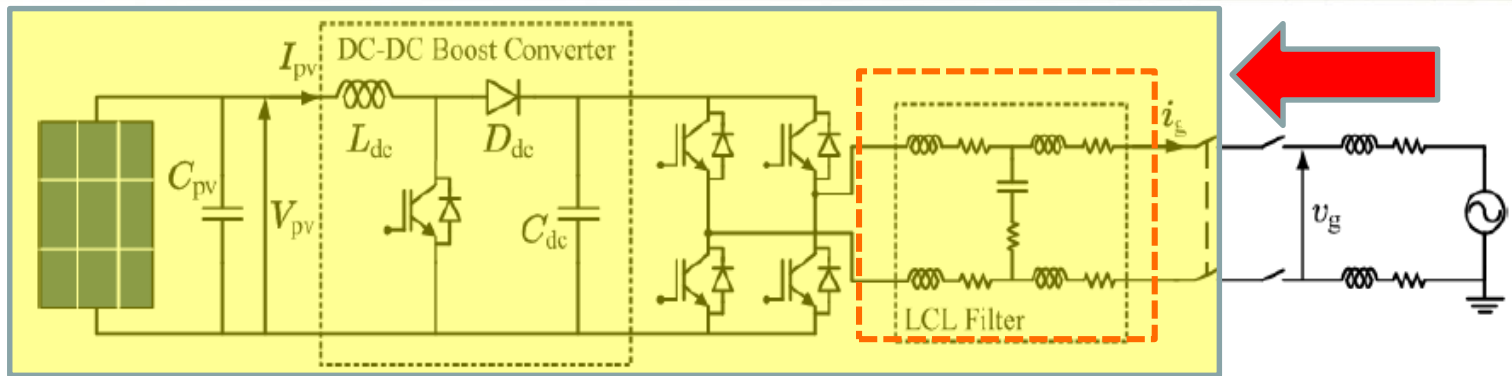 DC-DC Boost Converter
I_pv
L_dc
D_dc
C_pv
V_pv
C_dc
LCL Filter
i_g
v_g